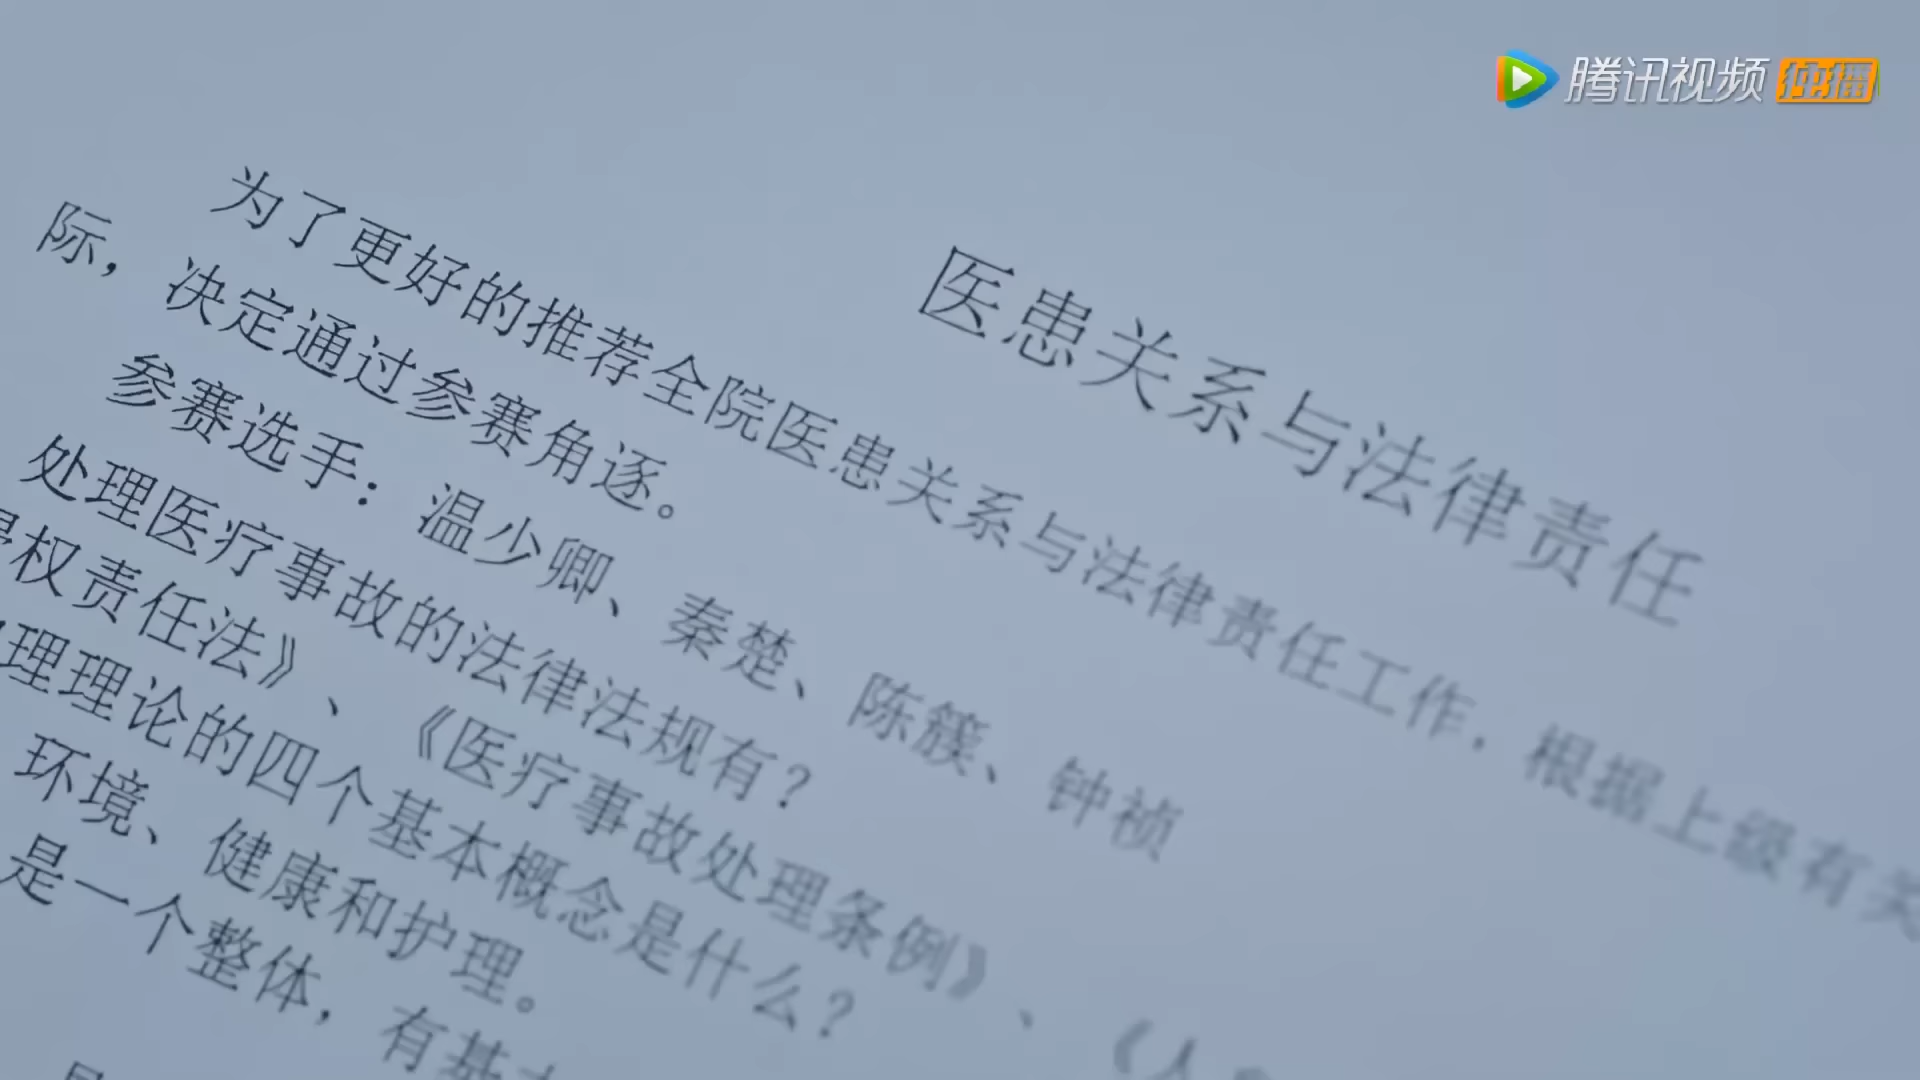 腾讯视频 独播
医患关系与法律责任
为了更好的推荐全院医患关系与法律责任工作，根据上级有关
际，决定通过参赛角逐。
参赛选手：温少卿、秦楚、陈簇、钟祯
处理医疗事故的法律法规有？
权责任法》、《医疗事故处理条例》、《人
理理论的四个基本概念是什么？
环境、健康和护理。
是一个整体，有基本